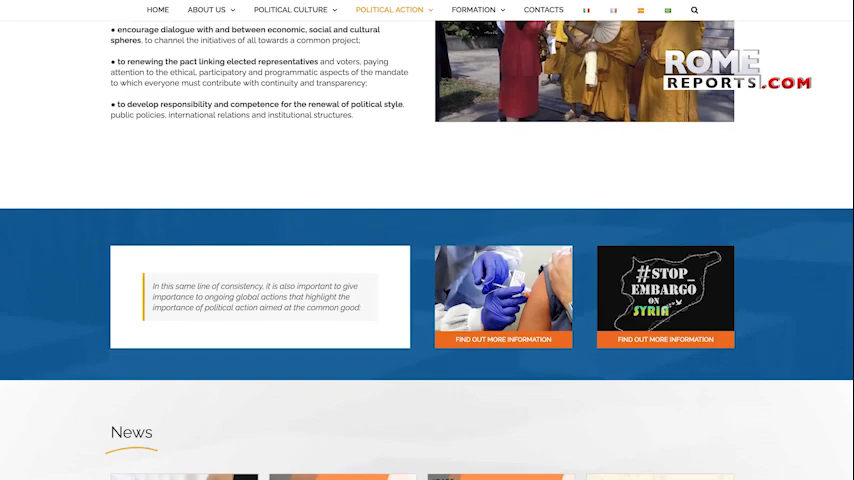 HOME ABOUT US POLITICAL CULTURE POLITICAL ACTION FORMATION CONTACTS
● encourage dialogue with and between economic, social and cultural
spheres, to channel the initiatives of all towards a common project;
● to renewing the pact linking elected representatives and voters, paying
attention to the ethical, participatory and programmatic aspects of the mandate
to which everyone must contribute with continuity and transparency;
● to develop responsibility and competence for the renewal of political style,
public policies, international relations and institutional structures.
ROME
REPORTS.COM
In this same line of consistency, it is also important to give
importance to ongoing global actions that highlight the
importance of political action aimed at the common good:
FIND OUT MORE INFORMATION
#STOP_
EMBARGO
ON
SYRIA
FIND OUT MORE INFORMATION
News